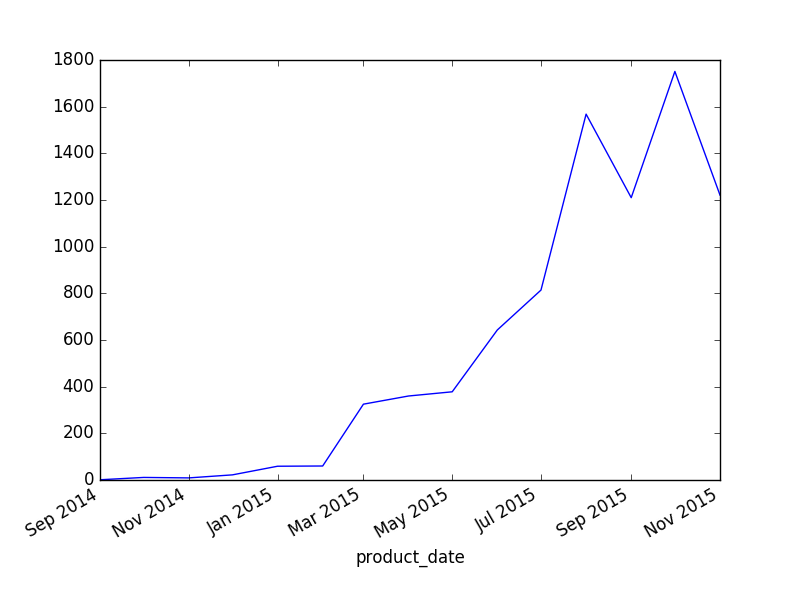 1800
1600
1400
1200
1000
800
600
400
200
0
Sep 2014
Nov 2014
Jan 2015
Mar 2015
May 2015
Jul 2015
Sep 2015
Nov 2015
product_date